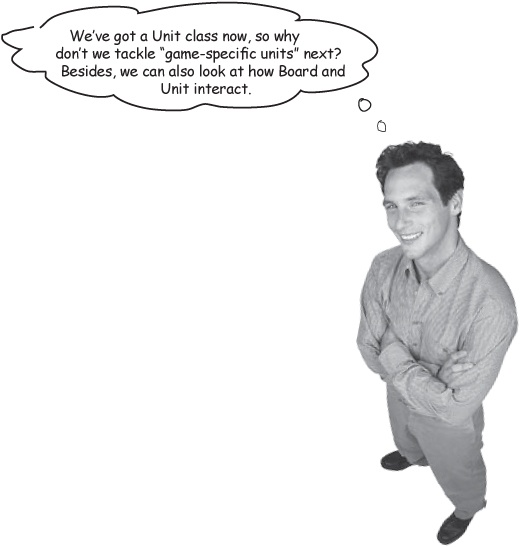 We've got a Unit class now, so why
don't we tackle "game-specific units" next?
Besides, we can also look at how Board and
Unit interact.